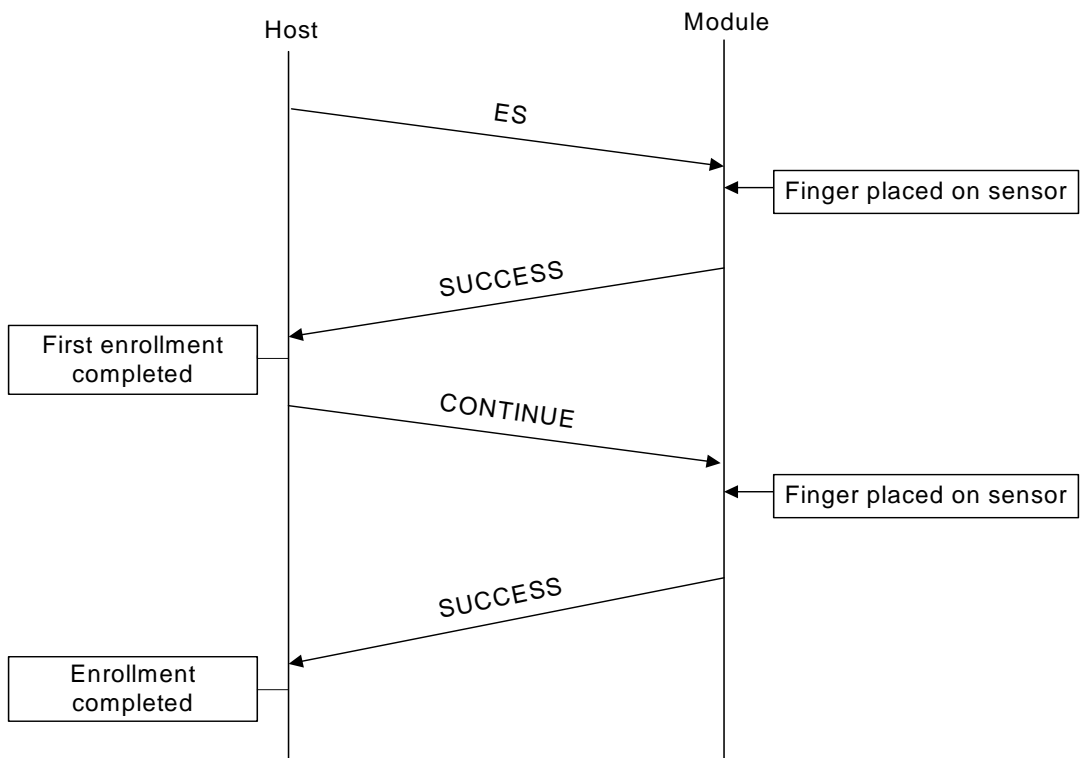 Host
Module
ES
Finger placed on sensor
SUCCESS
First enrollment
completed
CONTINUE
Finger placed on sensor
SUCCESS
Enrollment
completed